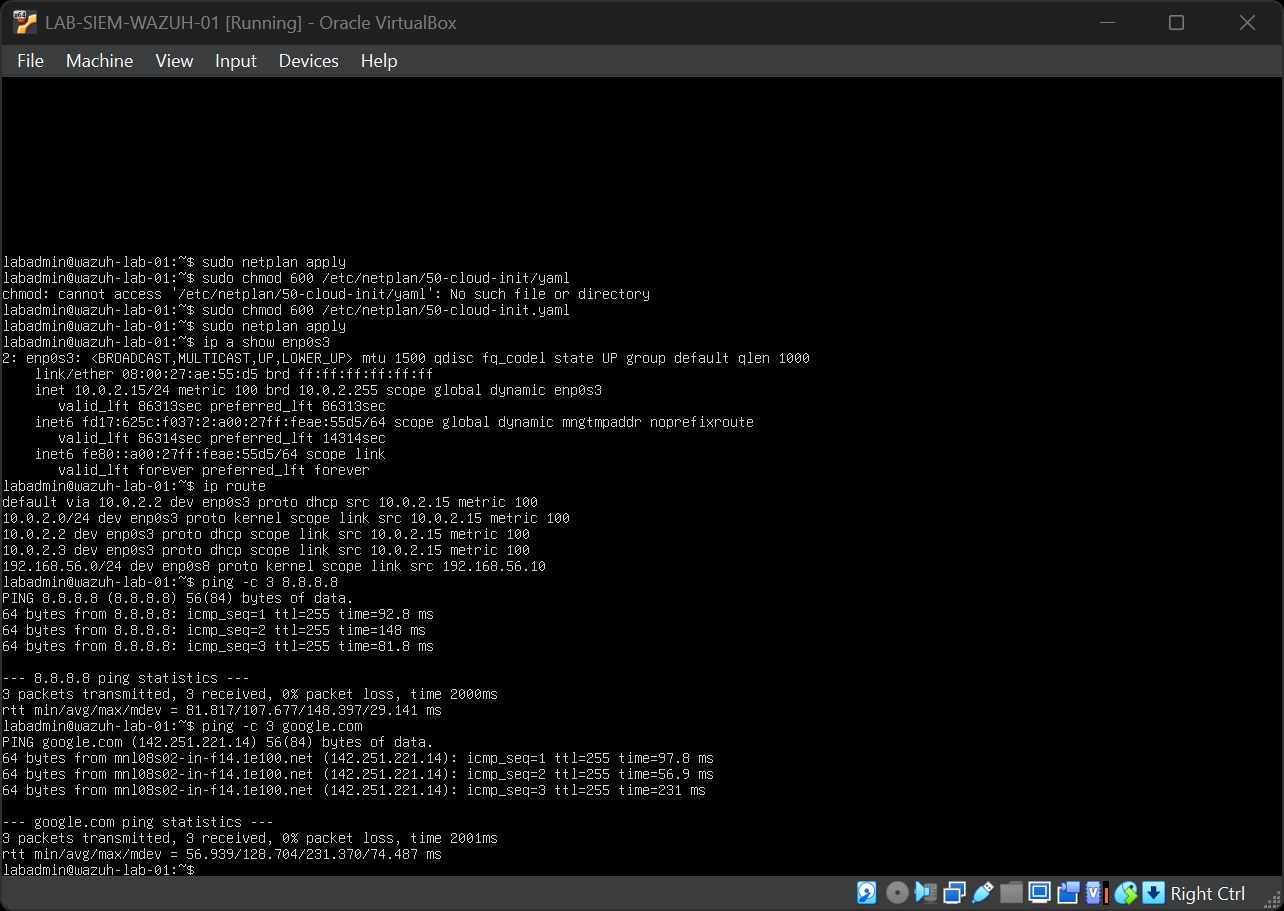 LAB-SIEM-WAZUH-01 [Running] - Oracle VirtualBox
File Machine View Input Devices Help
labadmin@wazuh-lab-01:~$ sudo netplan apply
labadmin@wazuh-lab-01:~$ sudo chmod 600 /etc/netplan/50-cloud-init/yaml
chmod: cannot access '/etc/netplan/50-cloud-init/yaml': No such file or directory
labadmin@wazuh-lab-01:~$ sudo chmod 600 /etc/netplan/50-cloud-init.yaml
labadmin@wazuh-lab-01:~$ sudo netplan apply
labadmin@wazuh-lab-01:~$ ip a show enp0s3
2: enp0s3: <BROADCAST,MULTICAST,UP,LOWER_UP> mtu 1500 qdisc fq_codel state UP group default qlen 1000
    link/ether 08:00:27:ae:55:d5 brd ff:ff:ff:ff:ff:ff
    inet 10.0.2.15/24 metric 100 brd 10.0.2.255 scope global dynamic enp0s3
       valid_lft 86313sec preferred_lft 86313sec
    inet6 fd17:625c:f037:2:a00:27ff:feae:55d5/64 scope global dynamic mngtmpaddr noprefixroute
       valid_lft 86314sec preferred_lft 14314sec
    inet6 fe80::a00:27ff:feae:55d5/64 scope link
       valid_lft forever preferred_lft forever
labadmin@wazuh-lab-01:~$ ip route
default via 10.0.2.2 dev enp0s3 proto dhcp src 10.0.2.15 metric 100
10.0.2.0/24 dev enp0s3 proto kernel scope link src 10.0.2.15 metric 100
10.0.2.2 dev enp0s3 proto dhcp scope link src 10.0.2.15 metric 100
10.0.2.3 dev enp0s3 proto dhcp scope link src 10.0.2.15 metric 100
192.168.56.0/24 dev enp0s8 proto kernel scope link src 192.168.56.10
labadmin@wazuh-lab-01:~$ ping -c 3 8.8.8.8
PING 8.8.8.8 (8.8.8.8) 56(84) bytes of data.
64 bytes from 8.8.8.8: icmp_seq=1 ttl=255 time=92.8 ms
64 bytes from 8.8.8.8: icmp_seq=2 ttl=255 time=148 ms
64 bytes from 8.8.8.8: icmp_seq=3 ttl=255 time=81.8 ms
--- 8.8.8.8 ping statistics ---
3 packets transmitted, 3 received, 0% packet loss, time 2000ms
rtt min/avg/max/mdev = 81.817/107.677/148.397/29.141 ms
labadmin@wazuh-lab-01:~$ ping -c 3 google.com
PING google.com (142.251.221.14) 56(84) bytes of data.
64 bytes from mnl08s02-in-f14.1e100.net (142.251.221.14): icmp_seq=1 ttl=255 time=97.8 ms
64 bytes from mnl08s02-in-f14.1e100.net (142.251.221.14): icmp_seq=2 ttl=255 time=56.9 ms
64 bytes from mnl08s02-in-f14.1e100.net (142.251.221.14): icmp_seq=3 ttl=255 time=231 ms
--- google.com ping statistics ---
3 packets transmitted, 3 received, 0% packet loss, time 2001ms
rtt min/avg/max/mdev = 56.939/128.704/231.370/74.487 ms
labadmin@wazuh-lab-01:~$
Right Ctrl